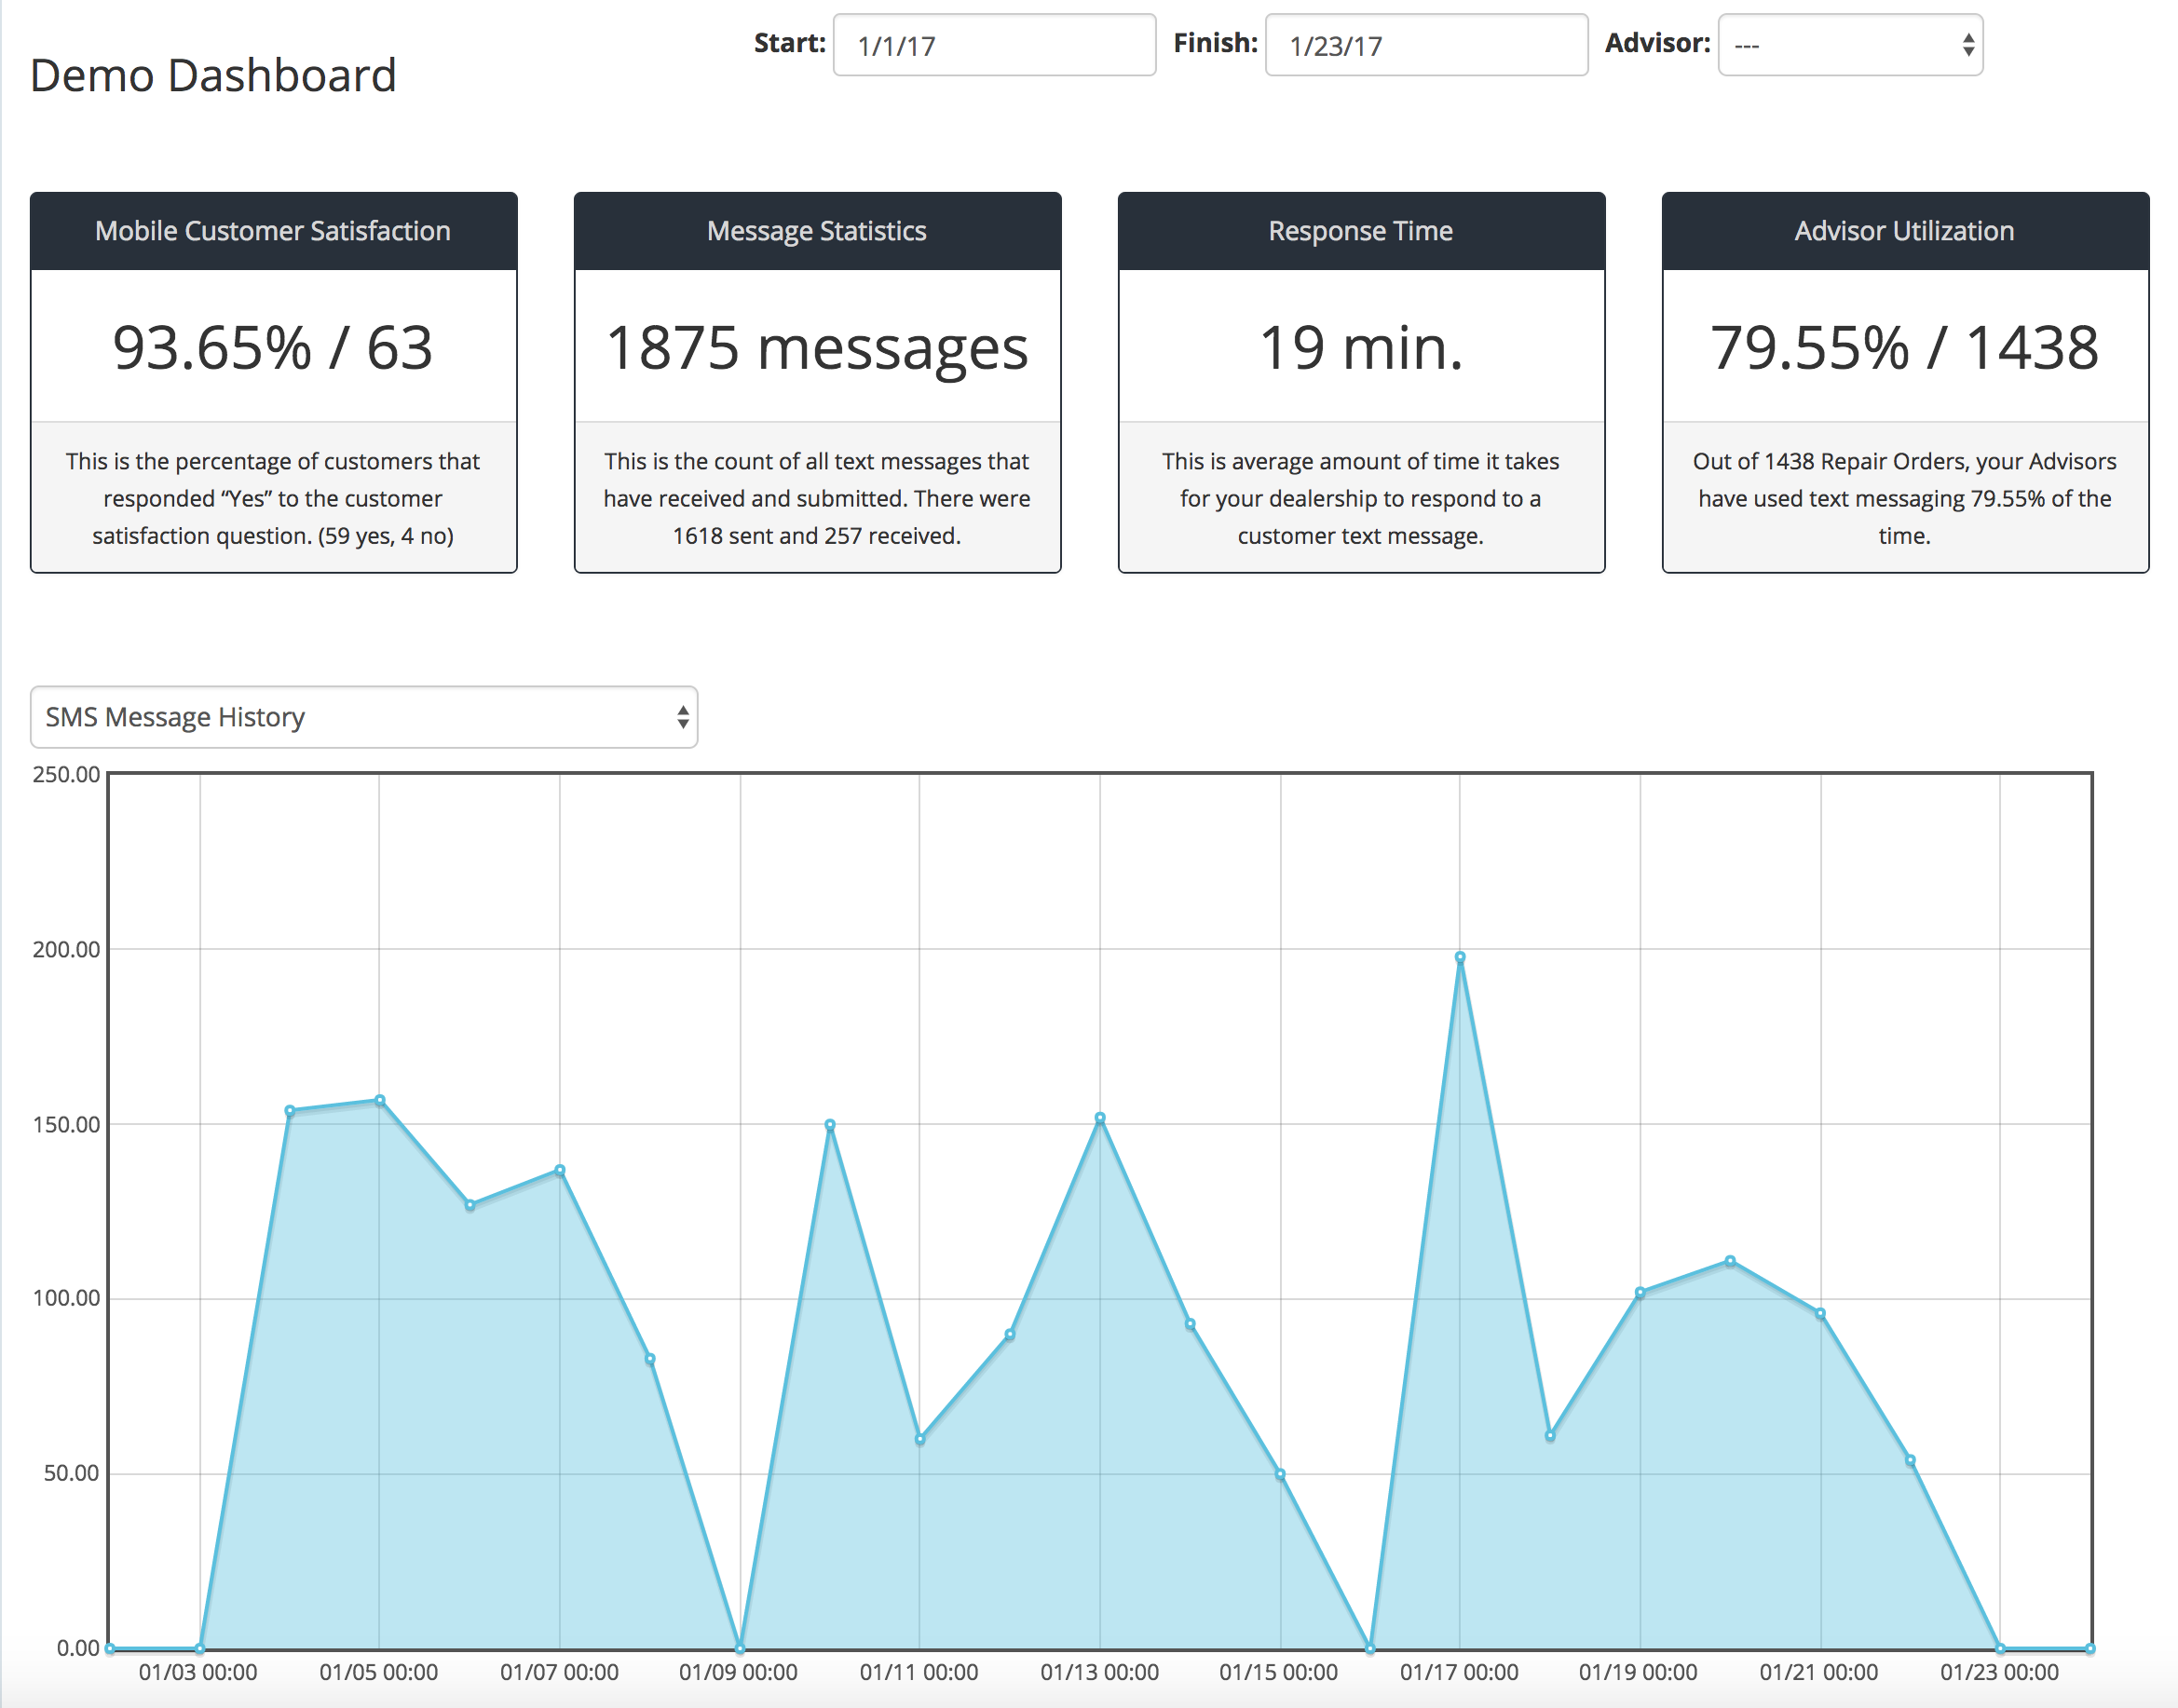 Start: 1/1/17 Finish: 1/23/17 Advisor: ---
Demo Dashboard
Mobile Customer Satisfaction
93.65% / 63
This is the percentage of customers that
responded “Yes” to the customer
satisfaction question. (59 yes, 4 no)
Message Statistics
1875 messages
This is the count of all text messages that
have received and submitted. There were
1618 sent and 257 received.
Response Time
19 min.
This is average amount of time it takes
for your dealership to respond to a
customer text message.
Advisor Utilization
79.55% / 1438
Out of 1438 Repair Orders, your Advisors
have used text messaging 79.55% of the
time.
SMS Message History
250.00
200.00
150.00
100.00
50.00
0.00
01/03 00:00 01/05 00:00 01/07 00:00 01/09 00:00 01/11 00:00 01/13 00:00 01/15 00:00 01/17 00:00 01/19 00:00 01/21 00:00 01/23 00:00